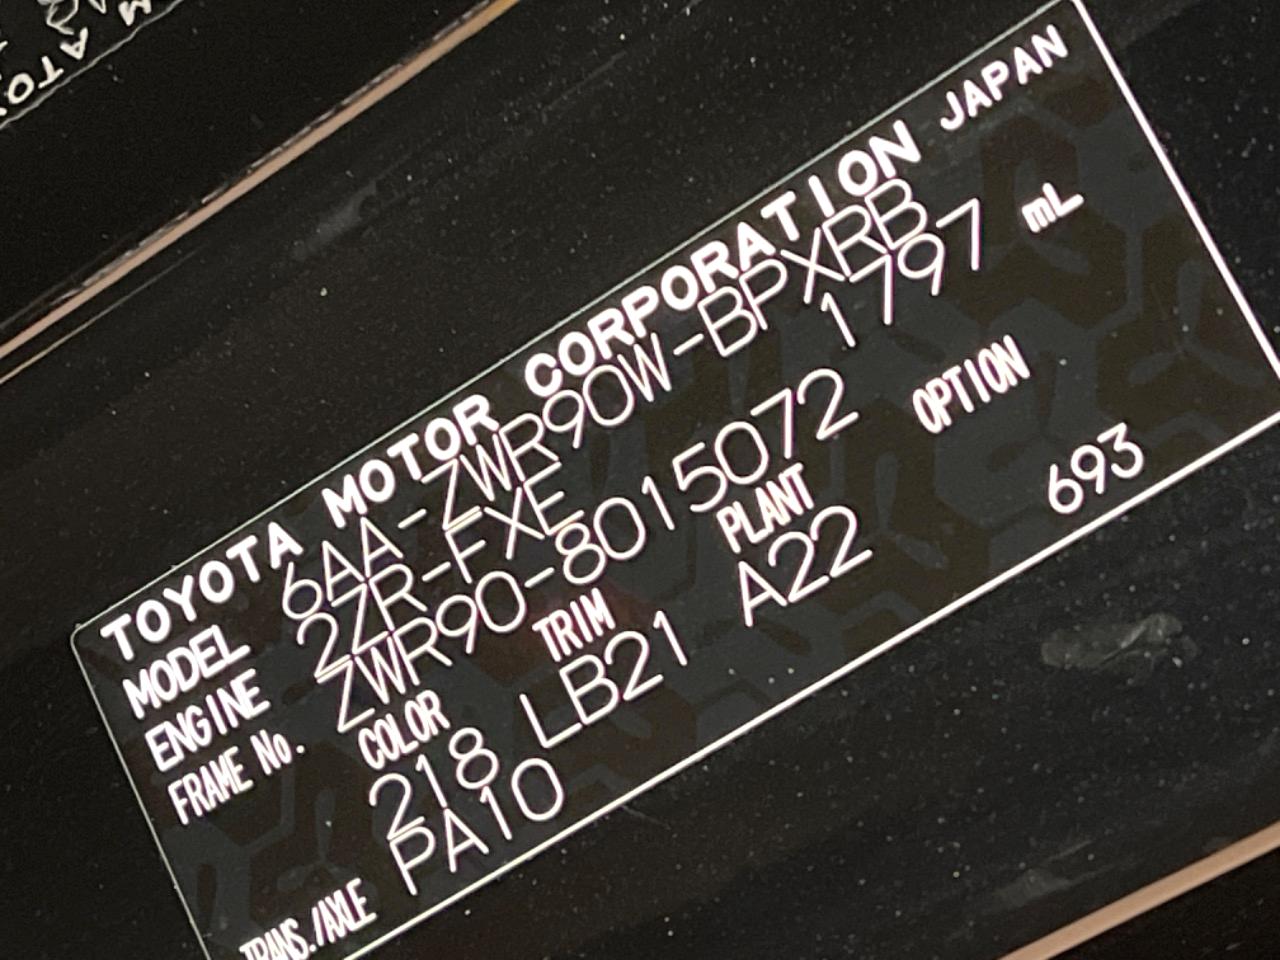 TOYOTA MOTOR CORPORATION JAPAN
MODEL 6AA-ZWR90W-BPXRB
ENGINE 2ZR-FXE 1797 mL
FRAME No. ZWR90-8015072
COLOR TRIM PLANT OPTION
218 LB21 A22 693
TRANS./AXLE PA10